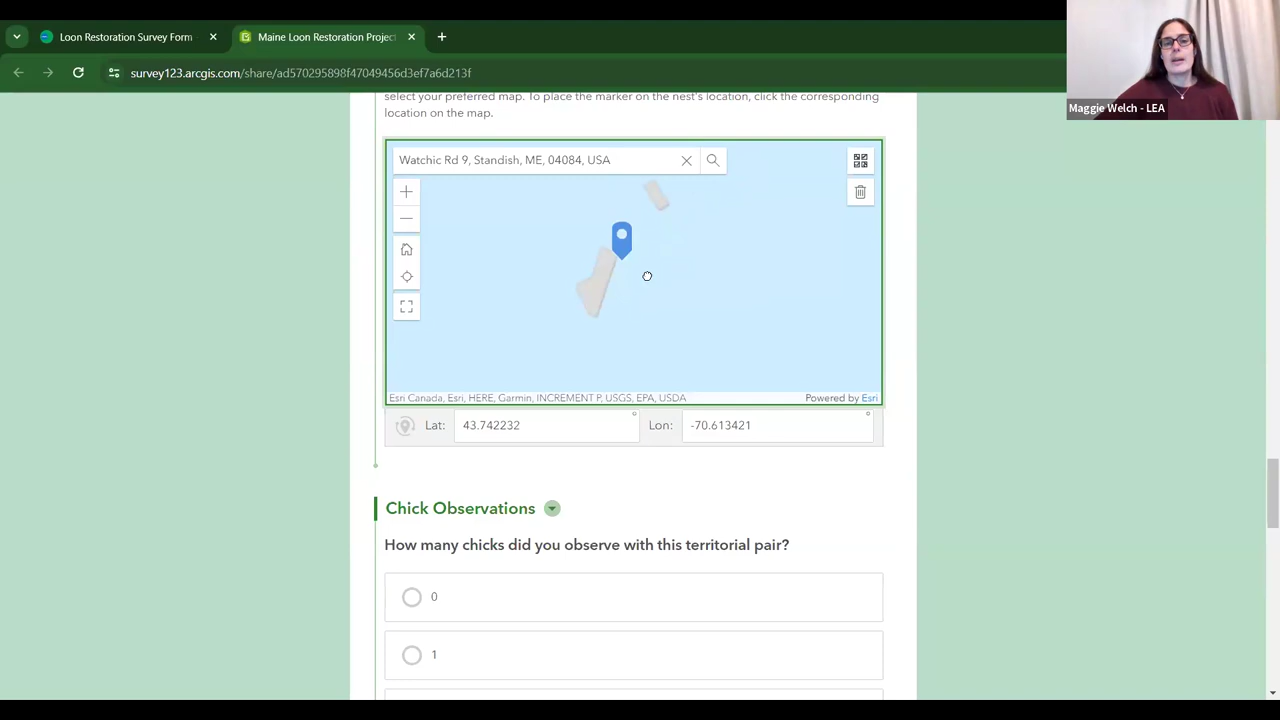 Loon Restoration Survey Form
Maine Loon Restoration Projec
survey123.arcgis.com/share/ad570295898f47049456d3ef7a6d213f
Maggie Welch - LEA
select your preferred map. To place the marker on the nest's location, click the corresponding
location on the map.
Watchic Rd 9, Standish, ME, 04084, USA
Esri Canada, Esri, HERE, Garmin, INCREMENT P, USGS, EPA, USDA
Powered by Esri
Lat: 43.742232 ° Lon: -70.613421 °
Chick Observations
How many chicks did you observe with this territorial pair?
0
1